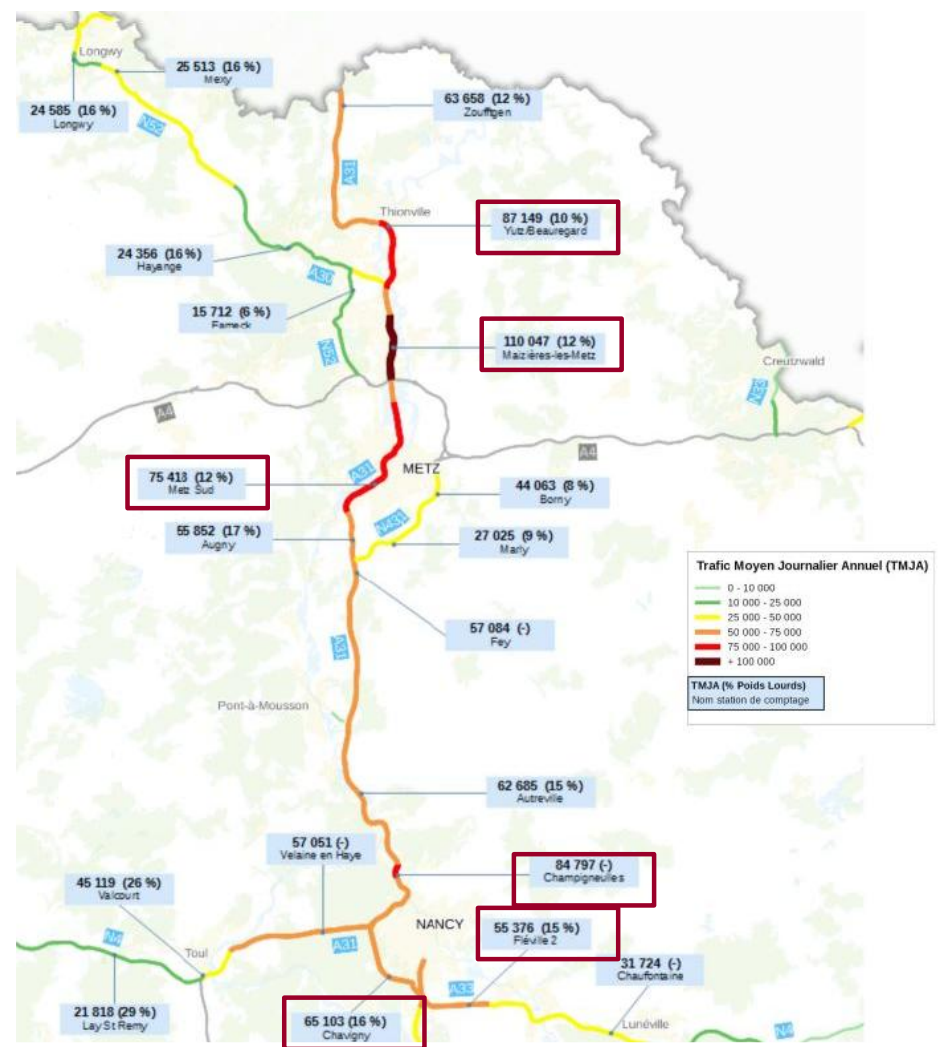 Longwy
25 513 (16 %)
Mexy
24 585 (16 %)
Longwy
N52
63 658 (12 %)
Zoufftgen
A31
Thionville
87 149 (10 %)
Yutz/Beauregard
24 356 (16 %)
Hayange
A30
15 712 (6 %)
Fameck
N52
110 047 (12 %)
Maizières-les-Metz
Creutzwald
N33
A4
A4
METZ
A31
75 418 (12 %)
Metz Sud
44 063 (8 %)
Borny
N431
55 852 (17 %)
Augny
27 025 (9 %)
Marly
57 084 (-)
Fey
A31
Trafic Moyen Journalier Annuel (TMJA)
0 - 10 000
10 000 - 25 000
25 000 - 50 000
50 000 - 75 000
75 000 - 100 000
+ 100 000
TMJA (% Poids Lourds)
Nom station de comptage
Pont-à-Mousson
62 685 (15 %)
Autreville
57 051 (-)
Velaine en Haye
84 797 (-)
Champigneulles
45 119 (26 %)
Valcourt
NANCY
55 376 (15 %)
Fléville 2
N4
Toul
A31
31 724 (-)
Chaufontaine
A33
21 818 (29 %)
Lay St Remy
65 103 (16 %)
Chavigny
Lunéville
N4